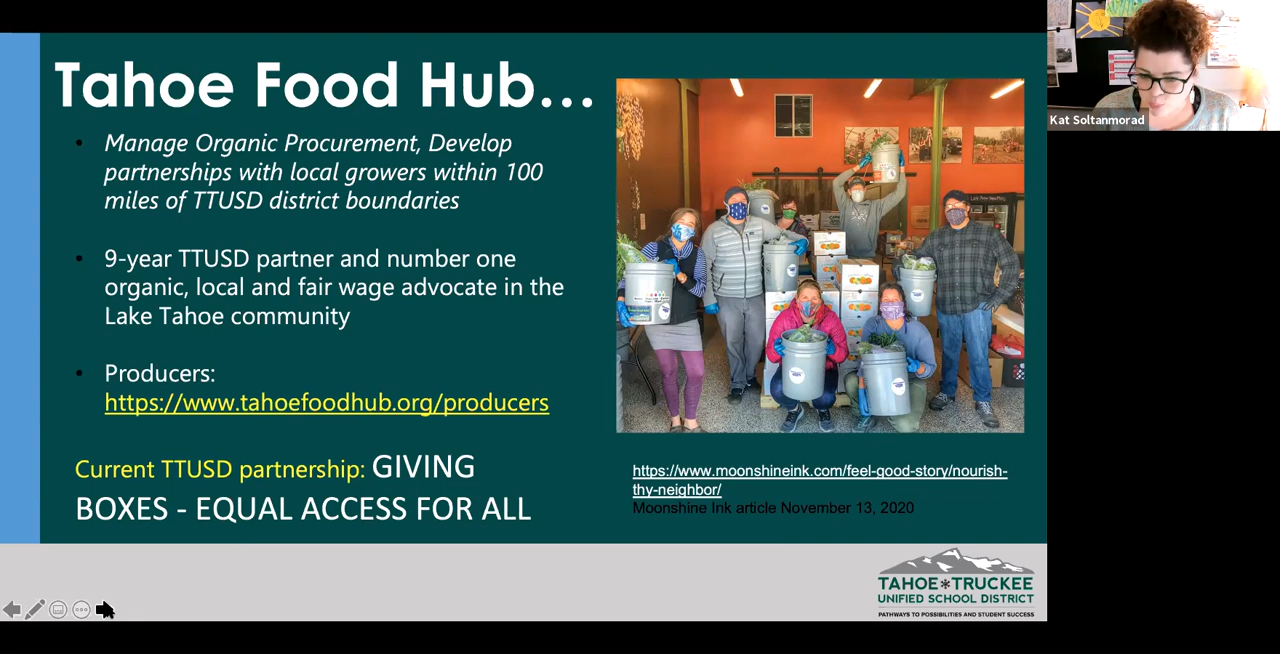 Tahoe Food Hub…
Manage Organic Procurement, Develop
partnerships with local growers within 100
miles of TTUSD district boundaries
9-year TTUSD partner and number one
organic, local and fair wage advocate in the
Lake Tahoe community
Producers:
https://www.tahoefoodhub.org/producers
Current TTUSD partnership: GIVING
BOXES - EQUAL ACCESS FOR ALL
https://www.moonshineink.com/feel-good-story/nourish-
thy-neighbor/
Moonshine Ink article November 13, 2020
TAHOE✻TRUCKEE
UNIFIED SCHOOL DISTRICT
PATHWAYS TO POSSIBILITIES AND STUDENT SUCCESS
Kat Soltanmorad